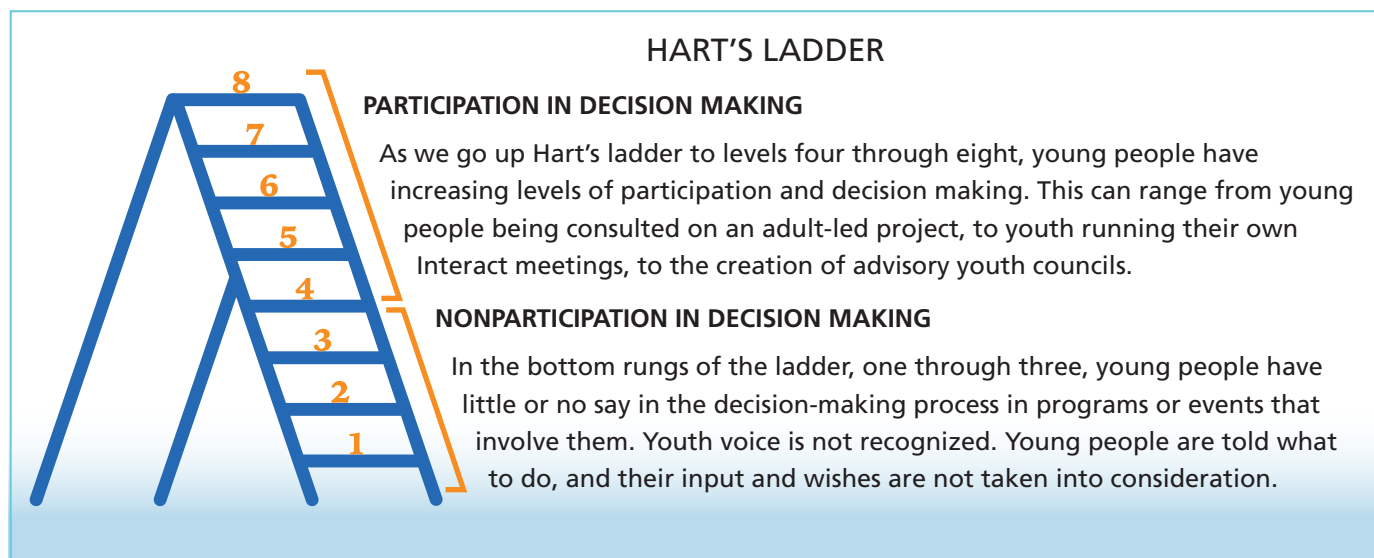 HART’S LADDER
8
7
6
5
4
3
2
1
PARTICIPATION IN DECISION MAKING
As we go up Hart’s ladder to levels four through eight, young people have
increasing levels of participation and decision making. This can range from young
people being consulted on an adult-led project, to youth running their own
Interact meetings, to the creation of advisory youth councils.
NONPARTICIPATION IN DECISION MAKING
In the bottom rungs of the ladder, one through three, young people have
little or no say in the decision-making process in programs or events that
involve them. Youth voice is not recognized. Young people are told what
to do, and their input and wishes are not taken into consideration.